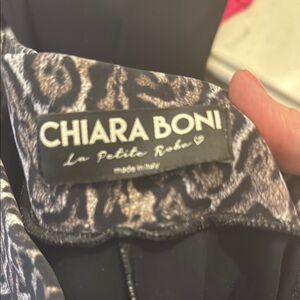 CHIARA BONI
La Petite Robe
made in Italy